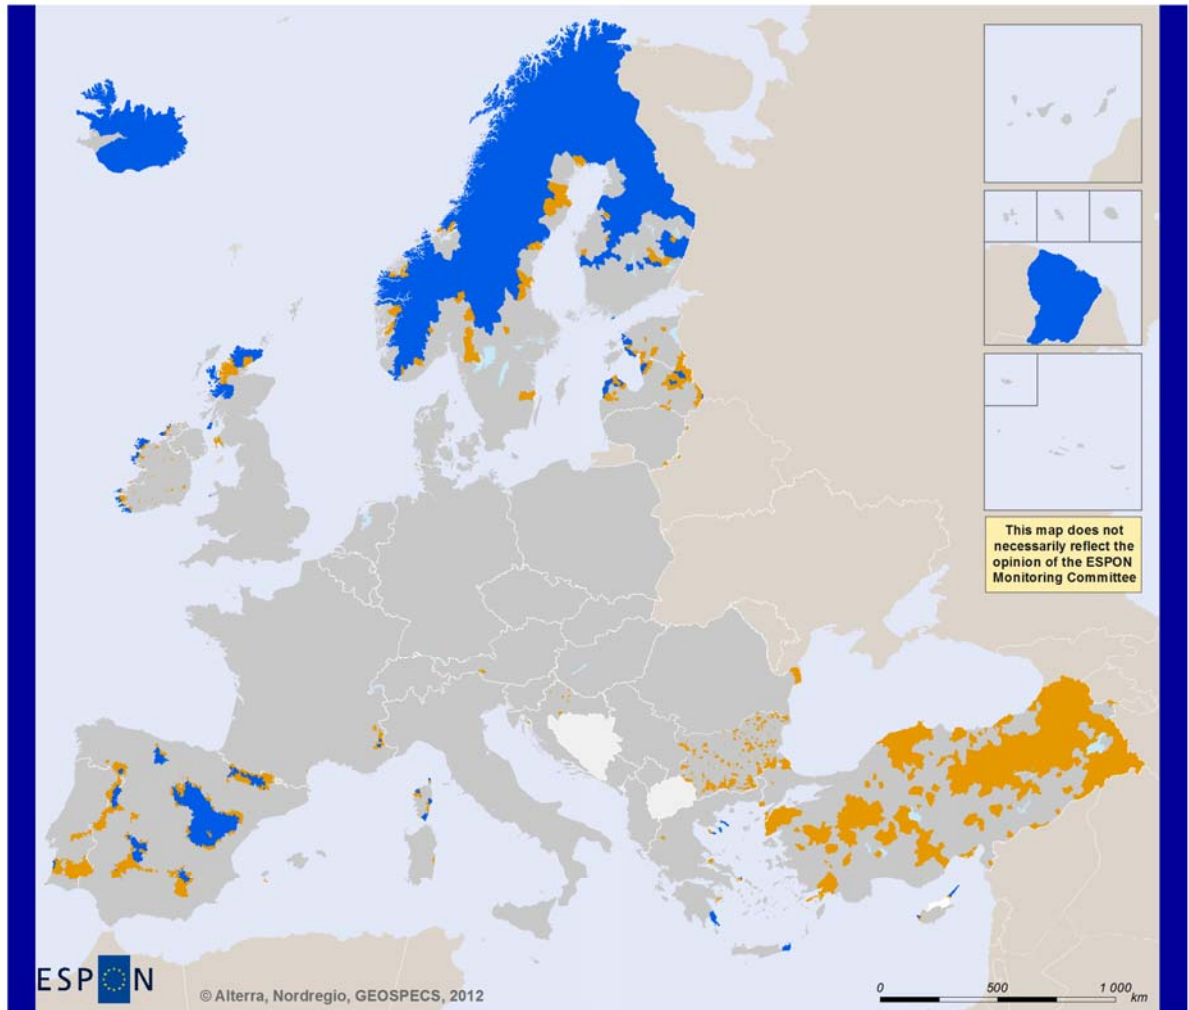 This map does not
necessarily reflect the
opinion of the ESPON
Monitoring Committee
ESPON
© Alterra, Nordregio, GEOSPECS, 2012
0 500 1 000
km